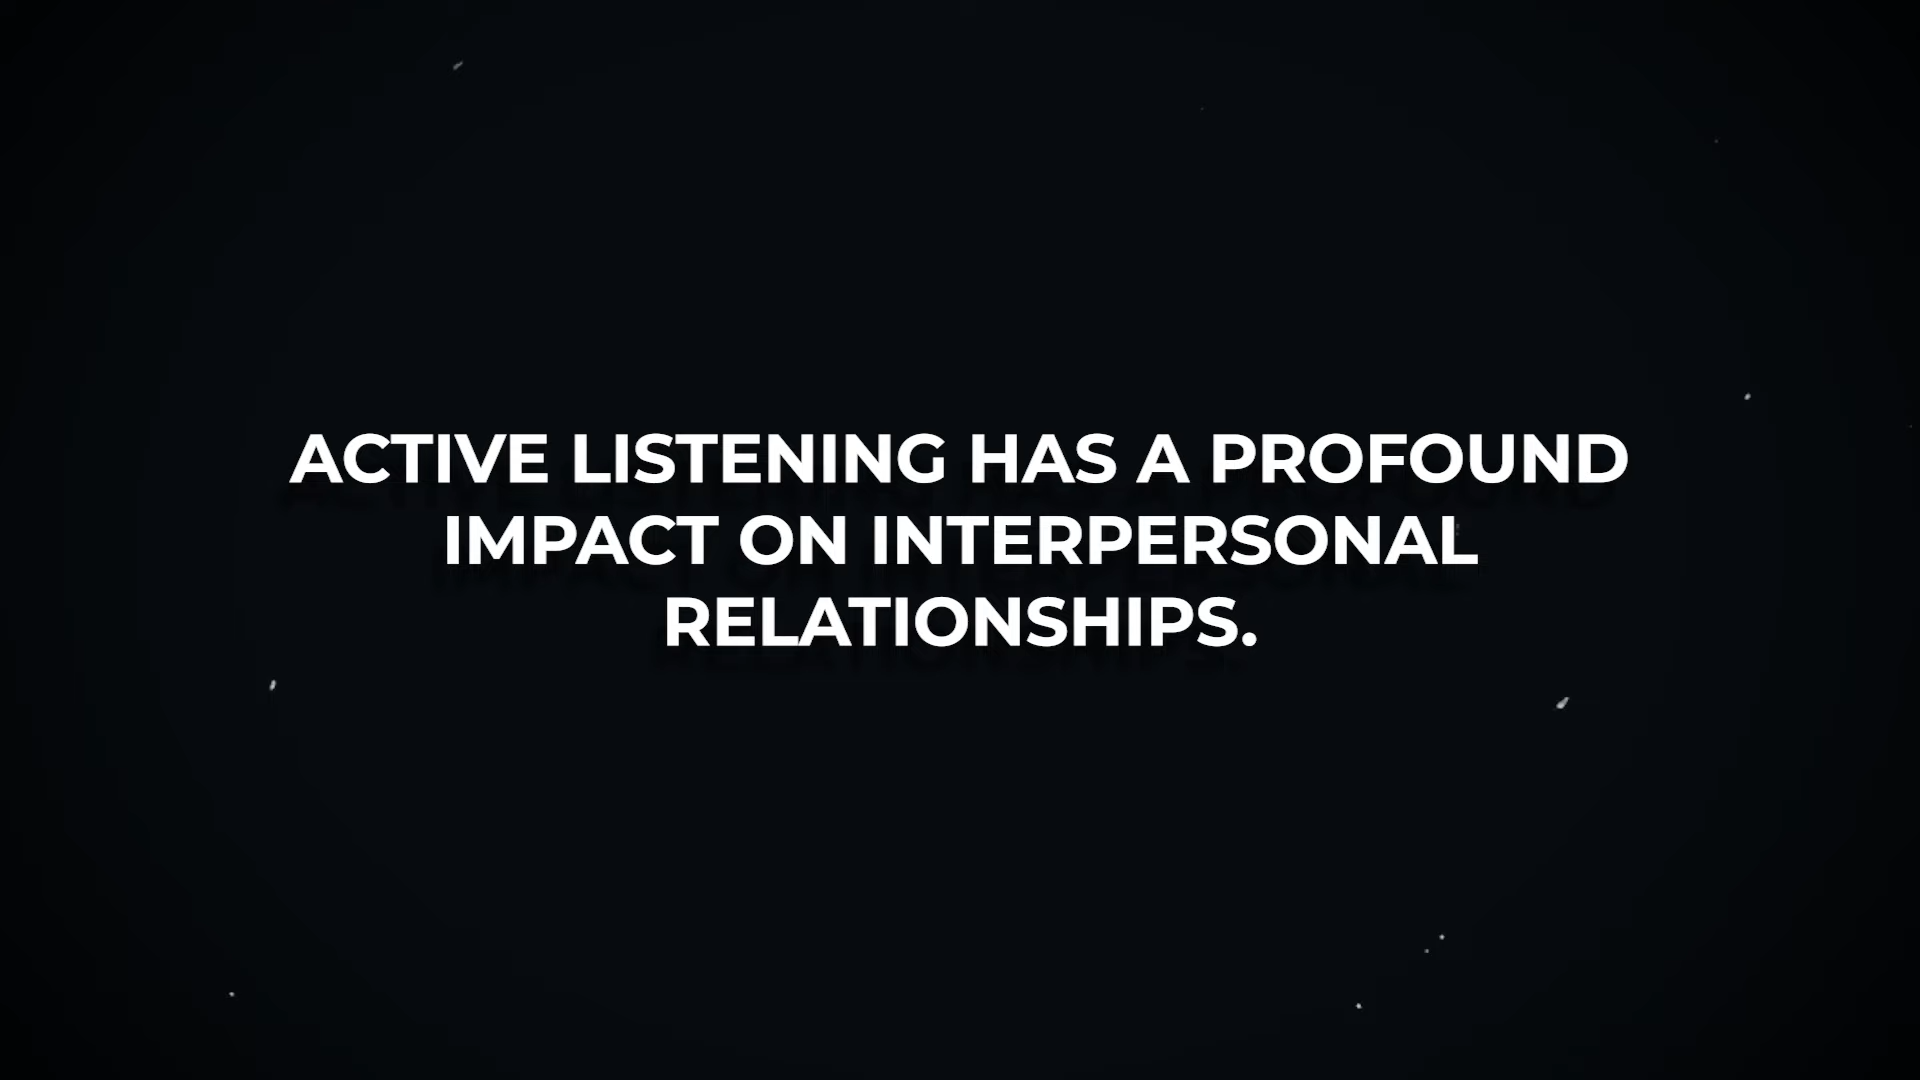 ACTIVE LISTENING HAS A PROFOUND
IMPACT ON INTERPERSONAL
RELATIONSHIPS.